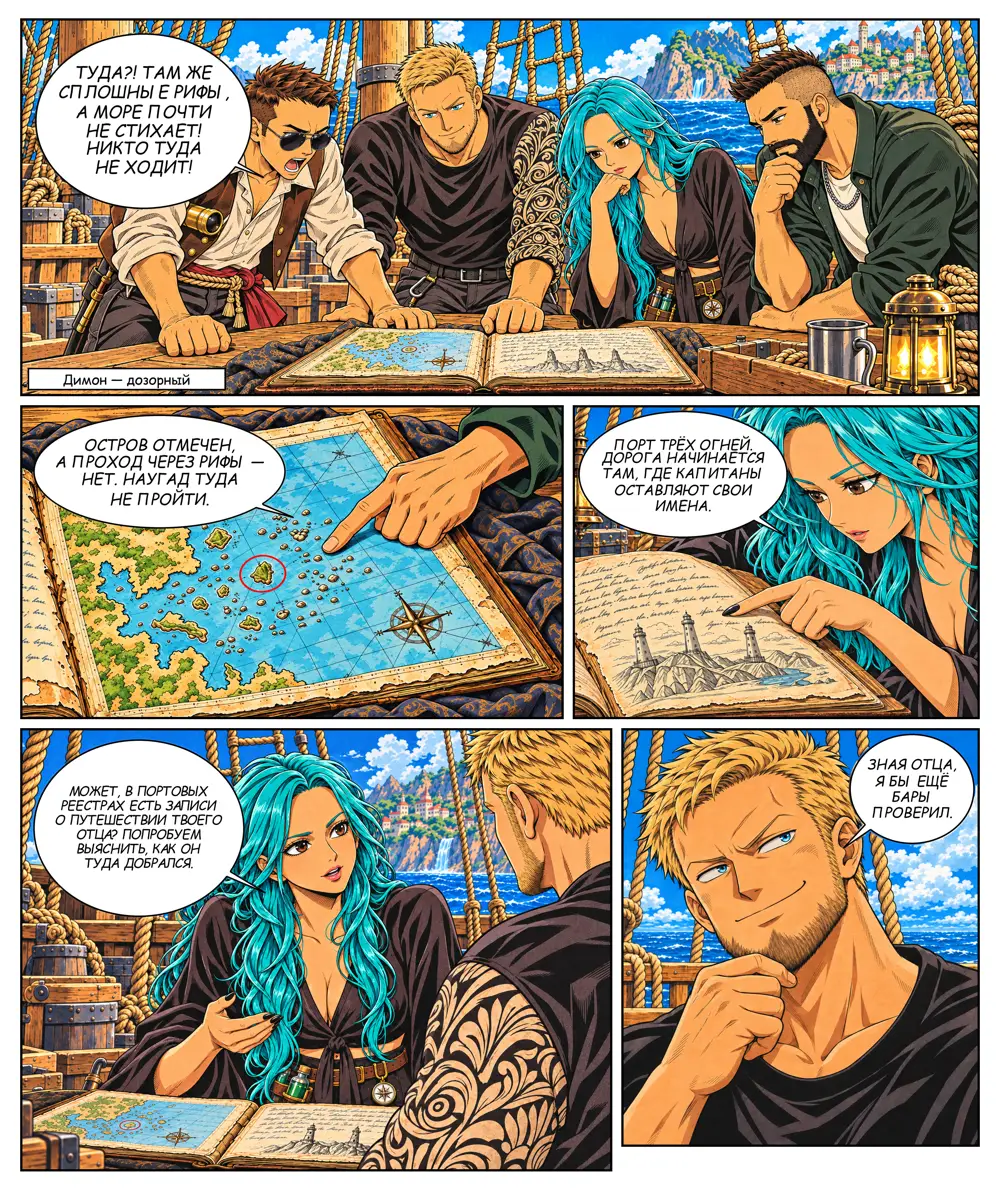 ТУДА?! ТАМ ЖЕ
СПЛОШНЫЕ РИФЫ,
А МОРЕ ПОЧТИ
НЕ СТИХАЕТ!
НИКТО ТУДА
НЕ ХОДИТ!
Димон — дозорный
ОСТРОВ ОТМЕЧЕН,
А ПРОХОД ЧЕРЕЗ РИФЫ —
НЕТ. НАУГАД ТУДА
НЕ ПРОЙТИ.
ПОРТ ТРЁХ ОГНЕЙ.
ДОРОГА НАЧИНАЕТСЯ
ТАМ, ГДЕ КАПИТАНЫ
ОСТАВЛЯЮТ СВОИ
ИМЕНА.
МОЖЕТ, В ПОРТОВЫХ
РЕЕСТРАХ ЕСТЬ ЗАПИСИ
О ПУТЕШЕСТВИИ ТВОЕГО
ОТЦА? ПОПРОБУЕМ
ВЫЯСНИТЬ, КАК ОН
ТУДА ДОБРАЛСЯ.
ЗНАЯ ОТЦА,
Я БЫ ЕЩЁ
БАРЫ
ПРОВЕРИЛ.